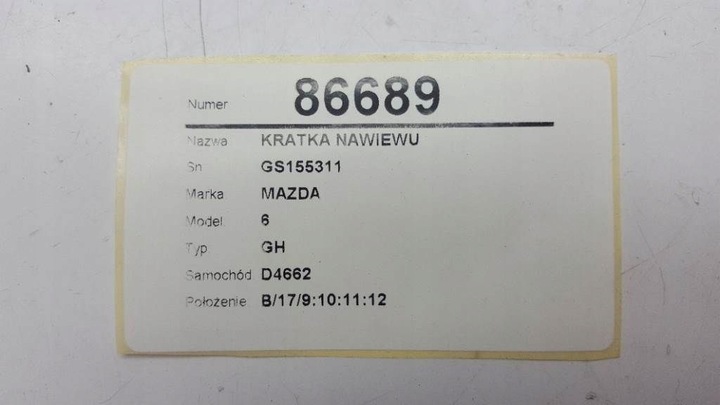 Numer 86689
Nazwa KRATKA NAWIEWU
Sn GS155311
Marka MAZDA
Model 6
Typ GH
Samochód D4662
Położenie B/17/9:10:11:12